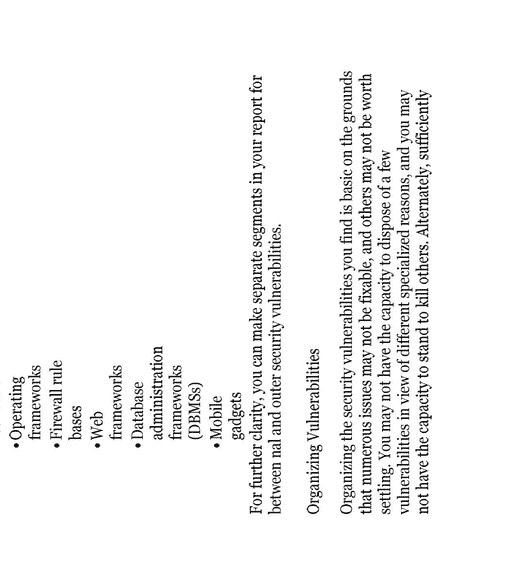 • Operating
frameworks
• Firewall rule
bases
• Web
frameworks
• Database
administration
frameworks
(DBMSs)
• Mobile
gadgets
For further clarity, you can make separate segments in your report for
between nal and outer security vulnerabilities.
Organizing Vulnerabilities
Organizing the security vulnerabilities you find is basic on the grounds
that numerous issues may not be fixable, and others may not be worth
settling. You may not have the capacity to dispose of a few
vulnerabilities in view of different specialized reasons, and you may
not have the capacity to stand to kill others. Alternately, sufficiently